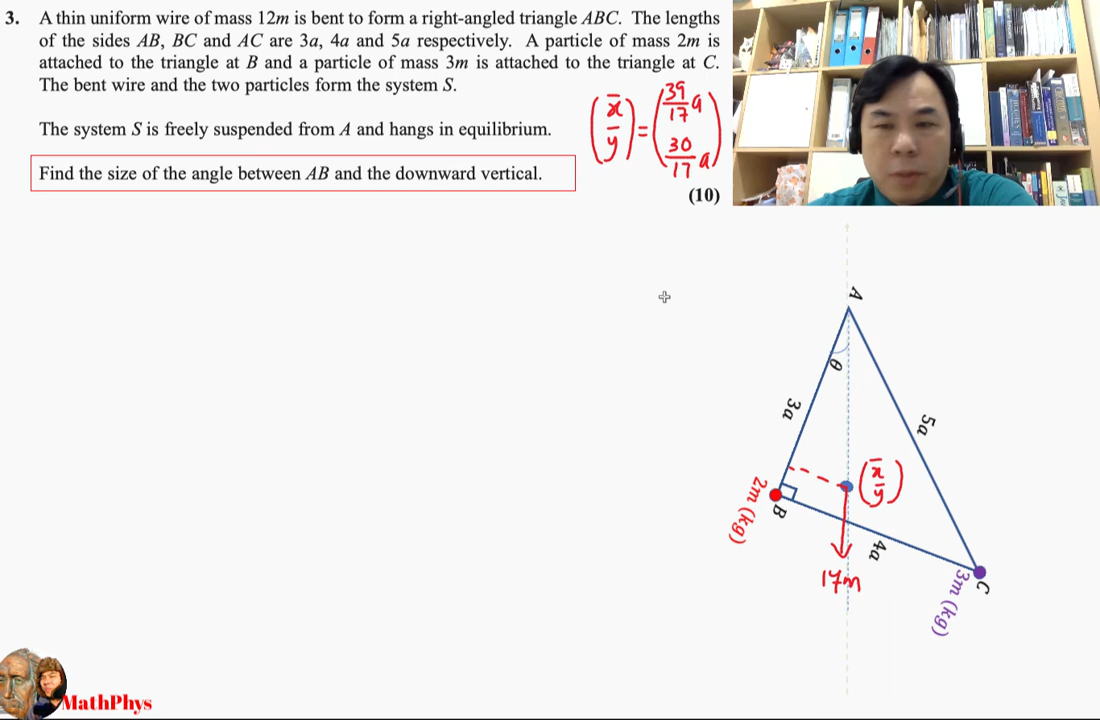 3. A thin uniform wire of mass 12m is bent to form a right-angled triangle ABC. The lengths
of the sides AB, BC and AC are 3a, 4a and 5a respectively. A particle of mass 2m is
attached to the triangle at B and a particle of mass 3m is attached to the triangle at C.
The bent wire and the two particles form the system S.
The system S is freely suspended from A and hangs in equilibrium.
(x̄ ȳ) = (39/17 a 30/17 a)
Find the size of the angle between AB and the downward vertical.
(10)
A
θ
3a
5a
(x̄ ȳ)
2m (kg)
B
4a
17m
C
3m (kg)
MathPhys